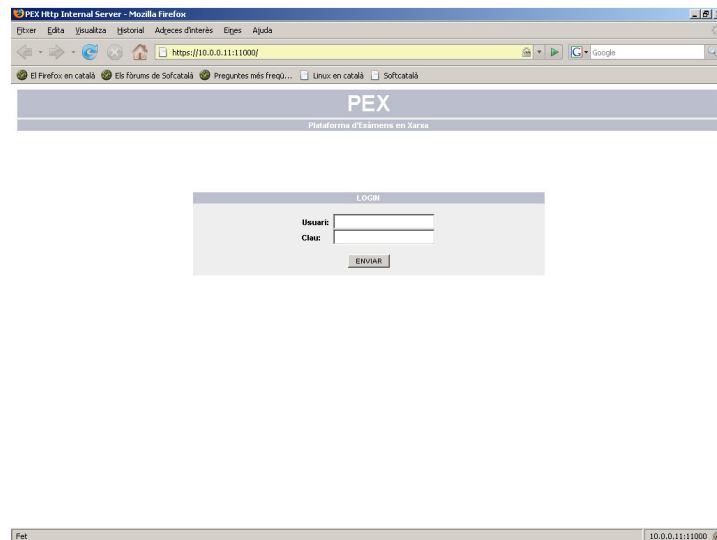 PEX Http Internal Server - Mozilla Firefox
Fitxer Edita Visualitza Historial Adreces d'interès Eines Ajuda
https://10.0.0.11:11000/ Google
El Firefox en català Els fòrums de Sofcatalà Preguntes més freqü... Linux en català Softcatalà
PEX
Plataforma d'Exàmens en Xarxa
LOGIN
Usuari:
Clau:
ENVIAR
Fet 10.0.0.11:11000